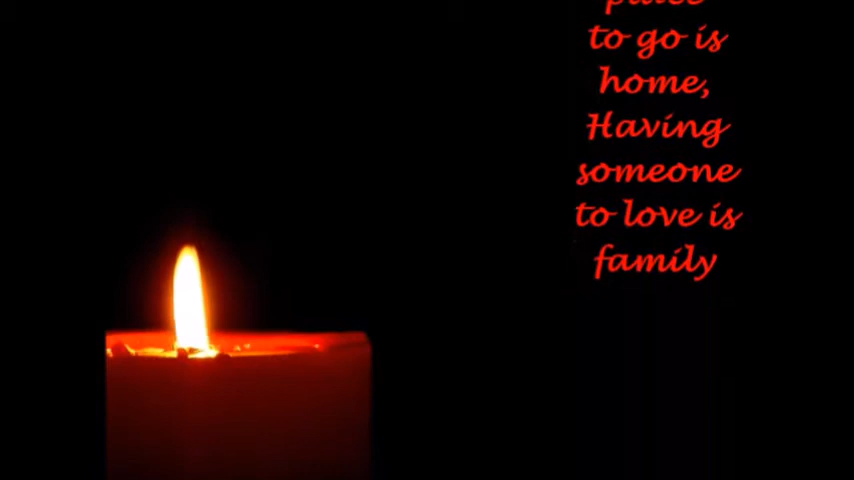 to go is
home,
Having
someone
to love is
family